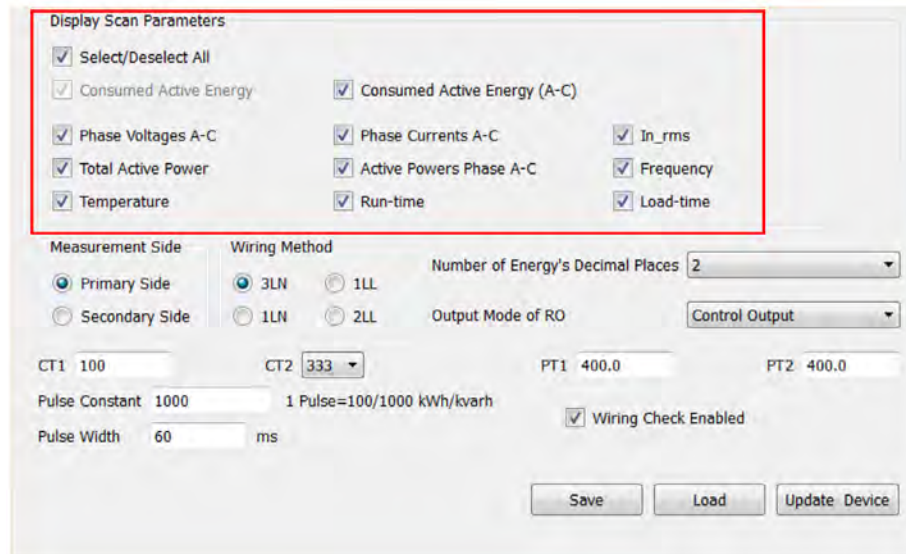 Display Scan Parameters
Select/Deselect All
Consumed Active Energy Consumed Active Energy (A-C)
Phase Voltages A-C Phase Currents A-C In_rms
Total Active Power Active Powers Phase A-C Frequency
Temperature Run-time Load-time
Measurement Side Wiring Method
Number of Energy's Decimal Places 2
Primary Side 3LN 1LL
Secondary Side 1LN 2LL Output Mode of RO Control Output
CT1 100 CT2 333 PT1 400.0 PT2 400.0
Pulse Constant 1000 1 Pulse=100/1000 kWh/kvarh
Wiring Check Enabled
Pulse Width 60 ms
Save Load Update Device